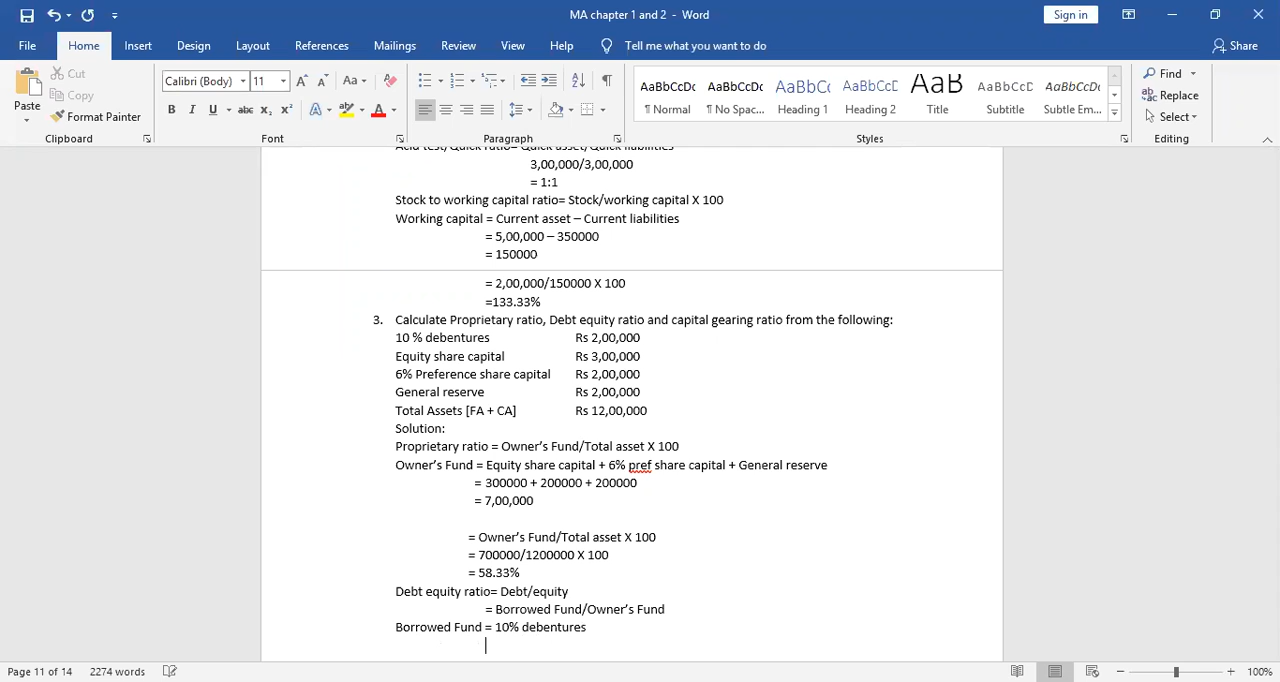 MA chapter 1 and 2 - Word
Sign in
File Home Insert Design Layout References Mailings Review View Help Tell me what you want to do Share
Paste
Cut
Copy
Format Painter
Clipboard
Calibri (Body) 11
Font
Paragraph
AaBbCcDc AaBbCcDc AaBbCc AaBbCcC AaB AaBbCcC AaBbCcDc
¶ Normal ¶ No Spac... Heading 1 Heading 2 Title Subtitle Subtle Em...
Styles
Find
Replace
Select
Editing
Acid test/Quick ratio= Quick asset/Quick liabilities
3,00,000/3,00,000
= 1:1
Stock to working capital ratio= Stock/working capital X 100
Working capital = Current asset – Current liabilities
= 5,00,000 – 350000
= 150000
= 2,00,000/150000 X 100
=133.33%
3. Calculate Proprietary ratio, Debt equity ratio and capital gearing ratio from the following:
10 % debentures Rs 2,00,000
Equity share capital Rs 3,00,000
6% Preference share capital Rs 2,00,000
General reserve Rs 2,00,000
Total Assets [FA + CA] Rs 12,00,000
Solution:
Proprietary ratio = Owner’s Fund/Total asset X 100
Owner’s Fund = Equity share capital + 6% pref share capital + General reserve
= 300000 + 200000 + 200000
= 7,00,000
= Owner’s Fund/Total asset X 100
= 700000/1200000 X 100
= 58.33%
Debt equity ratio= Debt/equity
= Borrowed Fund/Owner’s Fund
Borrowed Fund = 10% debentures
Page 11 of 14 2274 words 100%